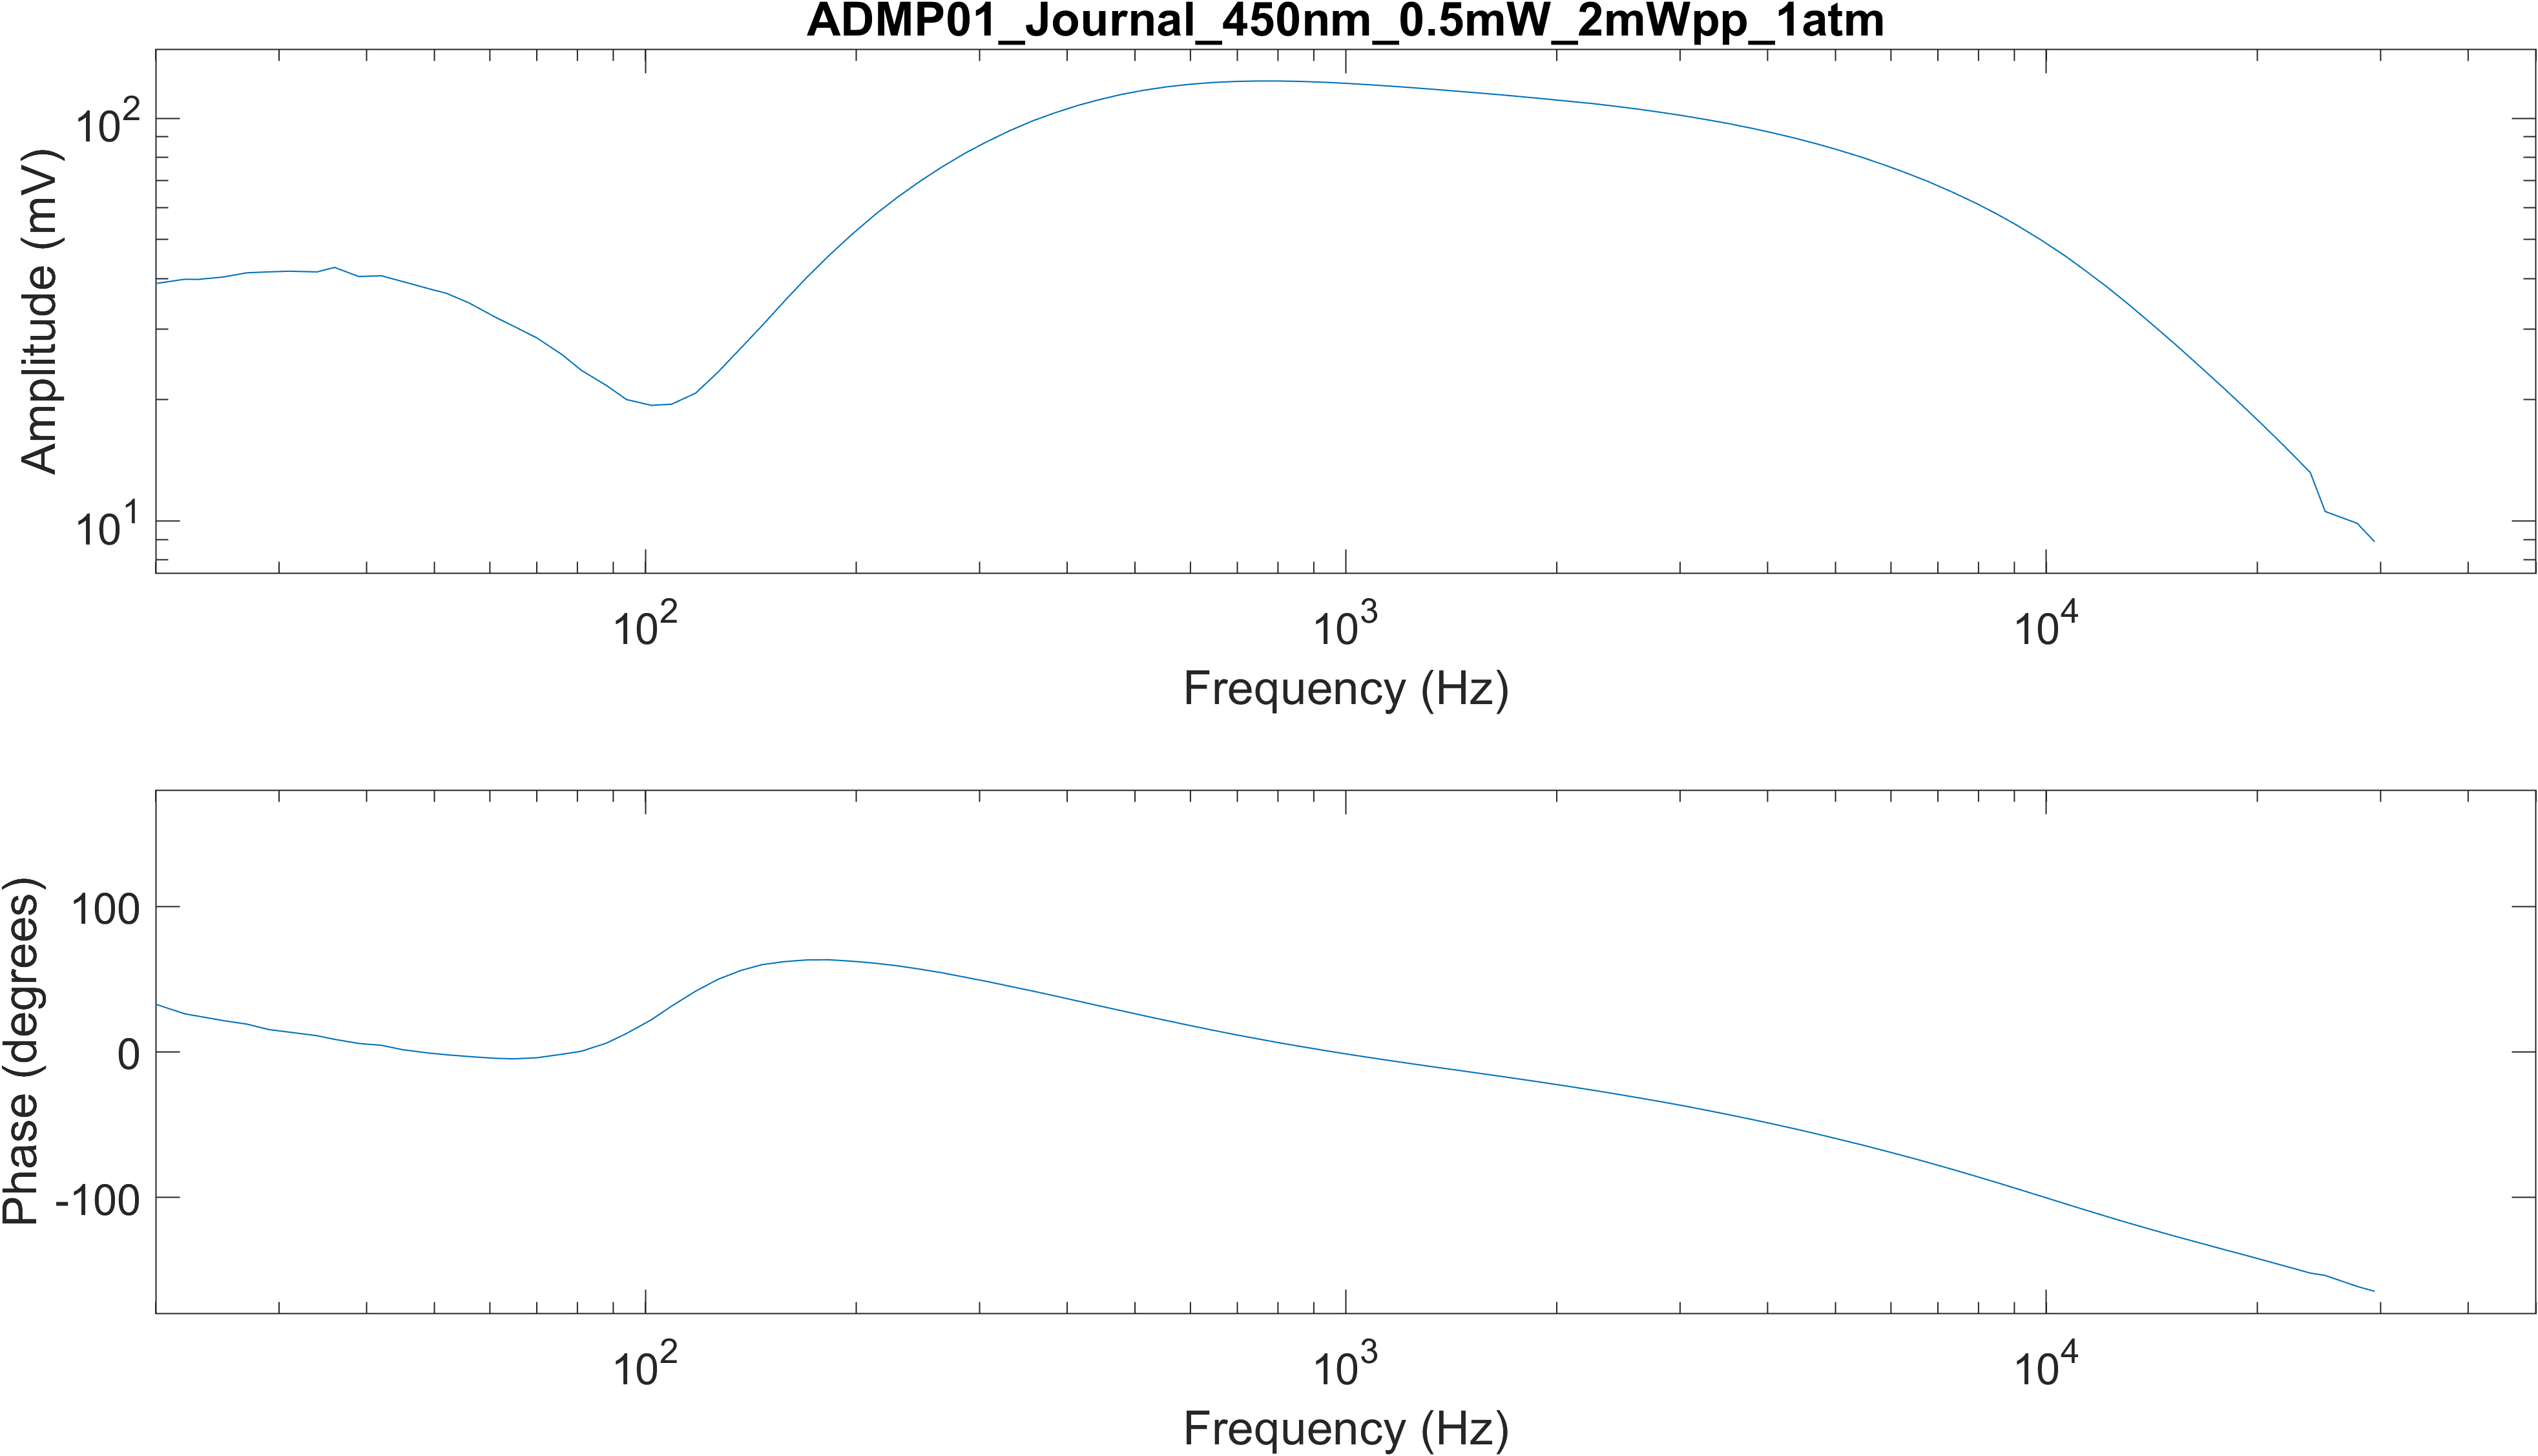 ADMP01_Journal_450nm_0.5mW_2mWpp_1atm
Amplitude (mV)
10²
10¹
10² 10³ 10⁴
Frequency (Hz)
Phase (degrees)
100
0
-100
10² 10³ 10⁴
Frequency (Hz)